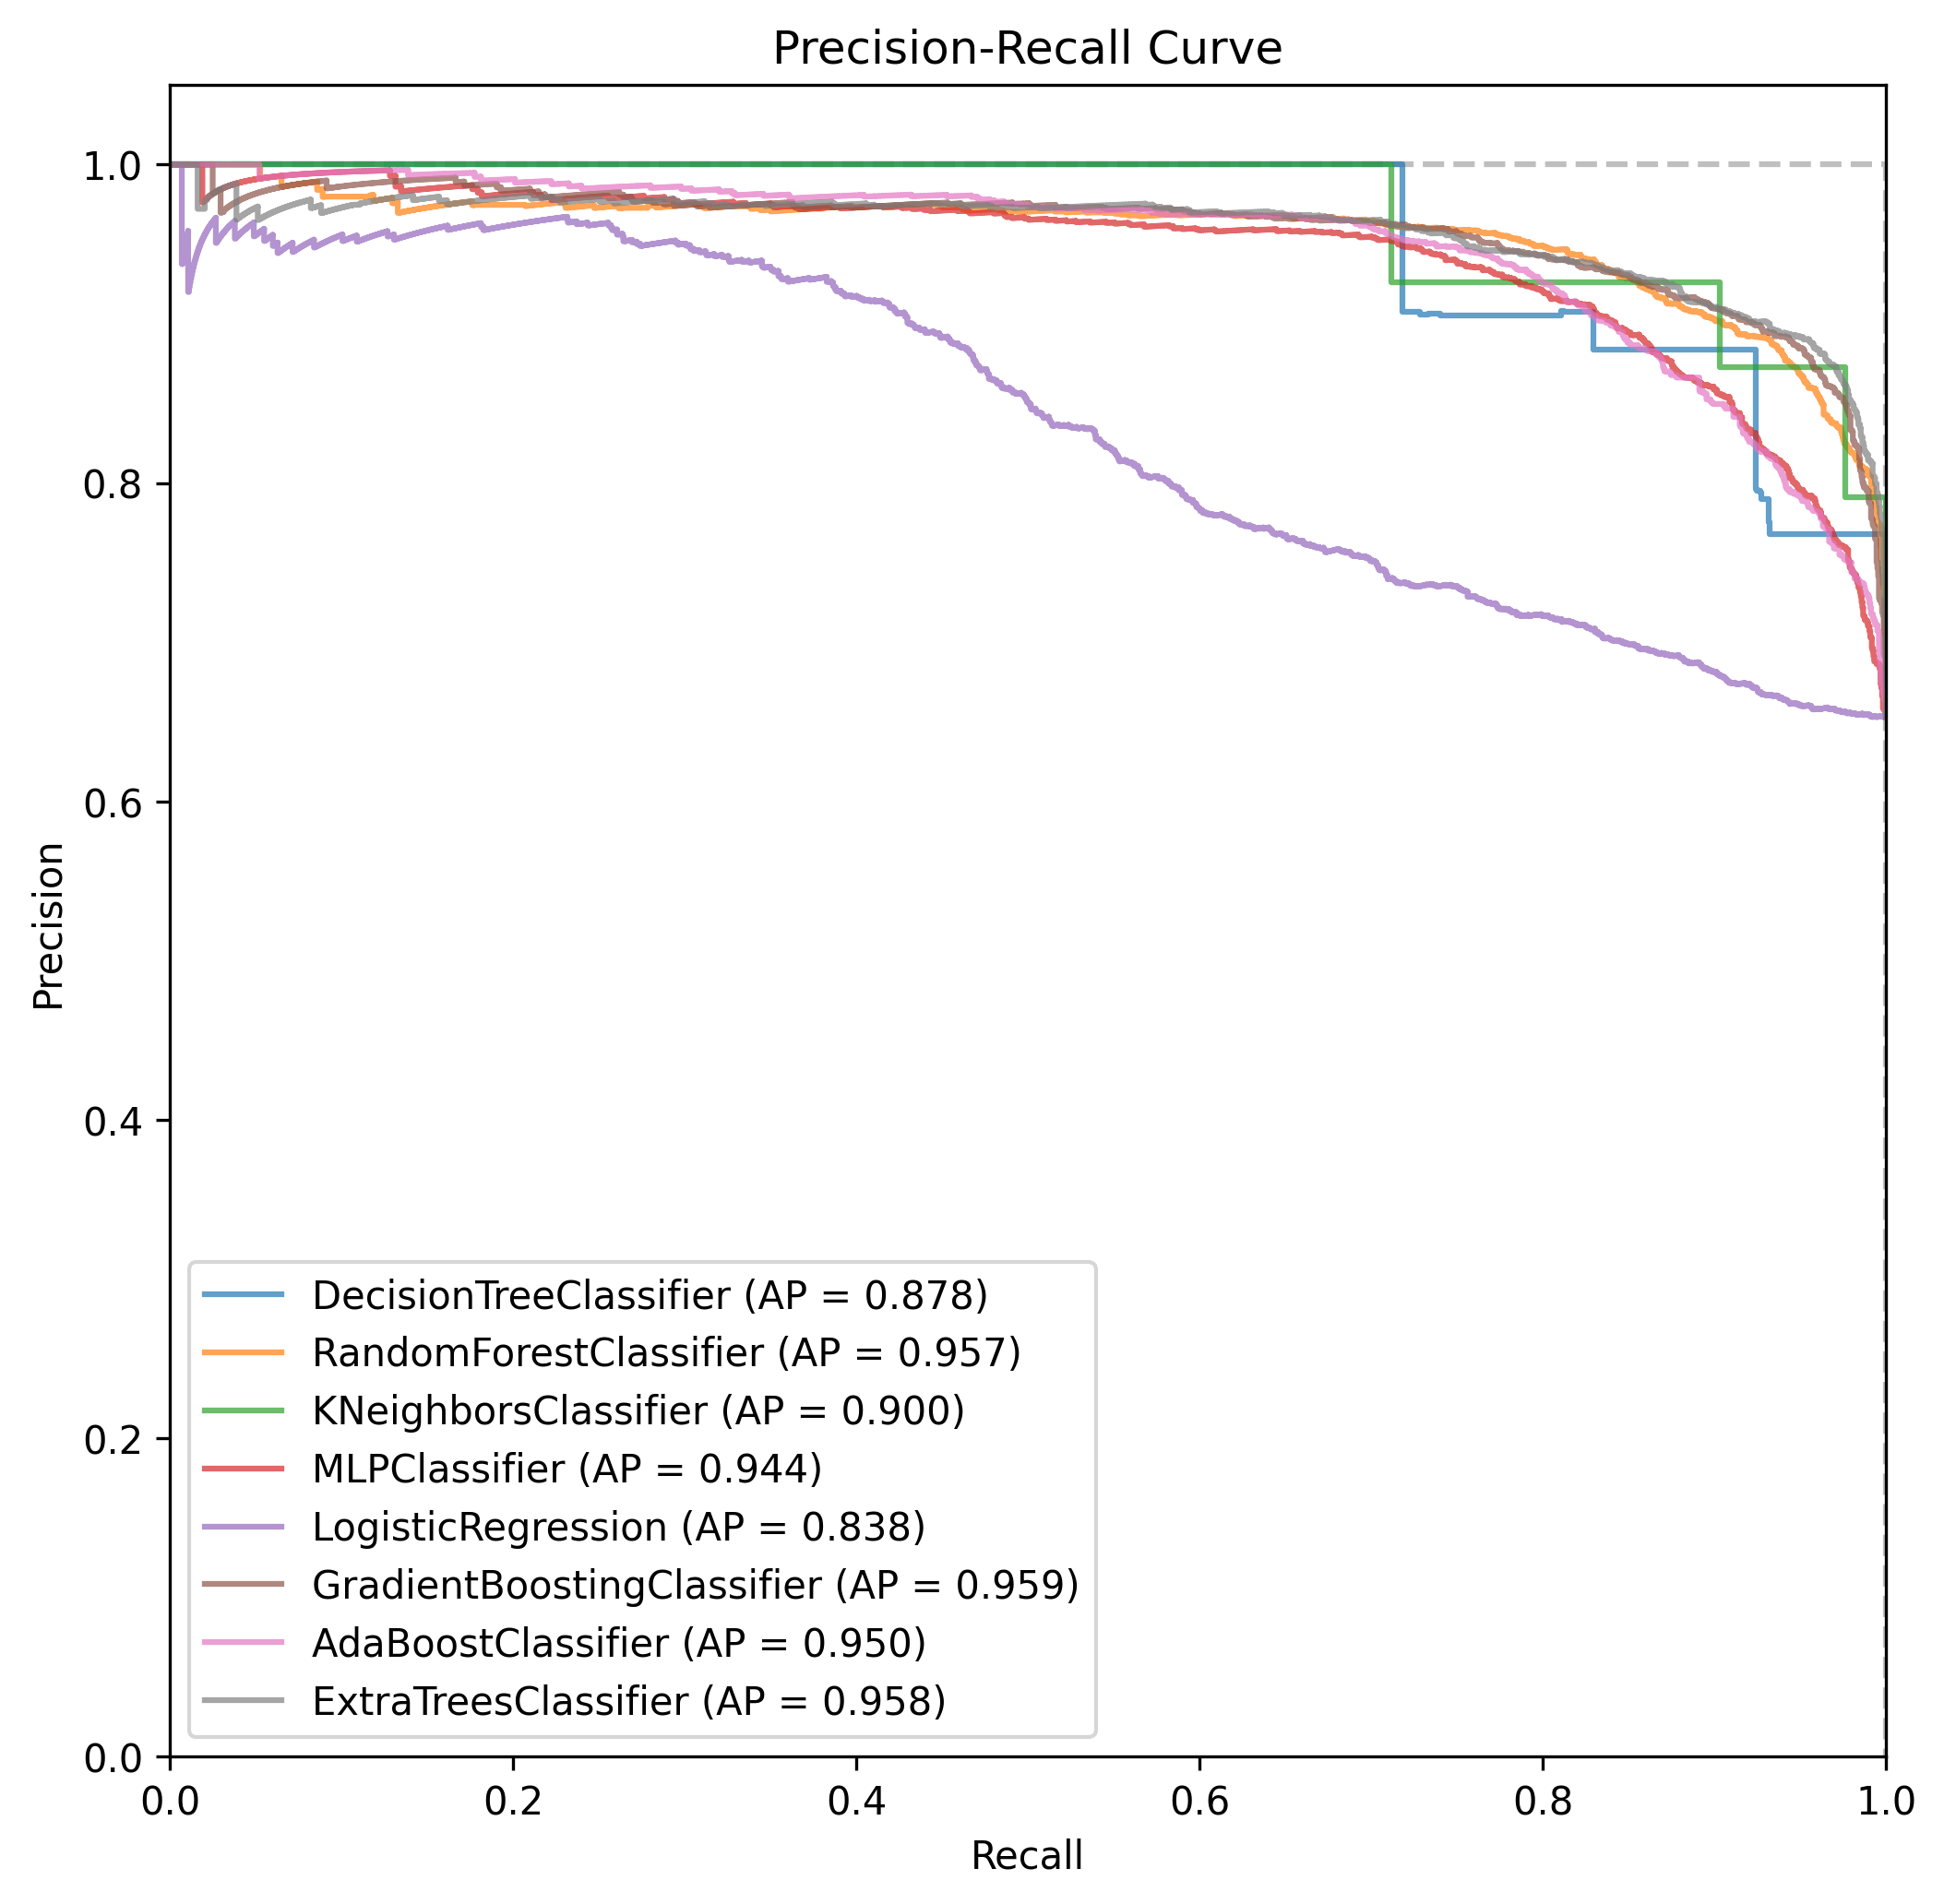 Precision-Recall Curve
1.0
0.8
0.6
0.4
0.2
0.0
Precision
DecisionTreeClassifier (AP = 0.878)
RandomForestClassifier (AP = 0.957)
KNeighborsClassifier (AP = 0.900)
MLPClassifier (AP = 0.944)
LogisticRegression (AP = 0.838)
GradientBoostingClassifier (AP = 0.959)
AdaBoostClassifier (AP = 0.950)
ExtraTreesClassifier (AP = 0.958)
0.0 0.2 0.4 0.6 0.8 1.0
Recall